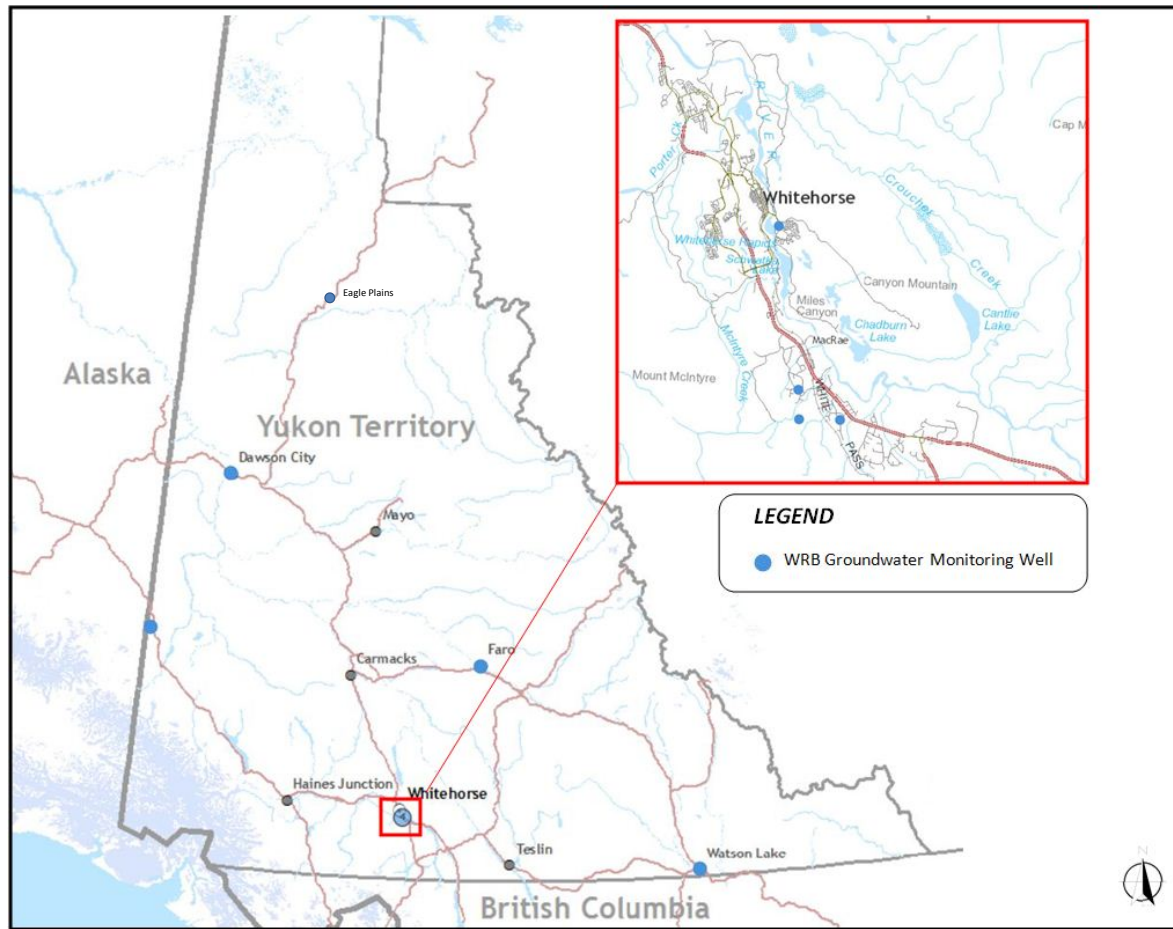 Eagle Plains
Alaska
Yukon Territory
Dawson City
Mayo
Carmacks
Faro
Haines Junction
Whitehorse
Teslin
Watson Lake
British Columbia
RIVER
Porter Ck
Cap M
Croucher
Creek
Whitehorse
Whitehorse Rapids
Schwatka
Lake
Canyon Mountain
Miles
Canyon
Chadburn
Lake
Cantlie
Lake
MacRae
McIntyre Creek
Mount McIntyre
WHITE
PASS
LEGEND
WRB Groundwater Monitoring Well
N